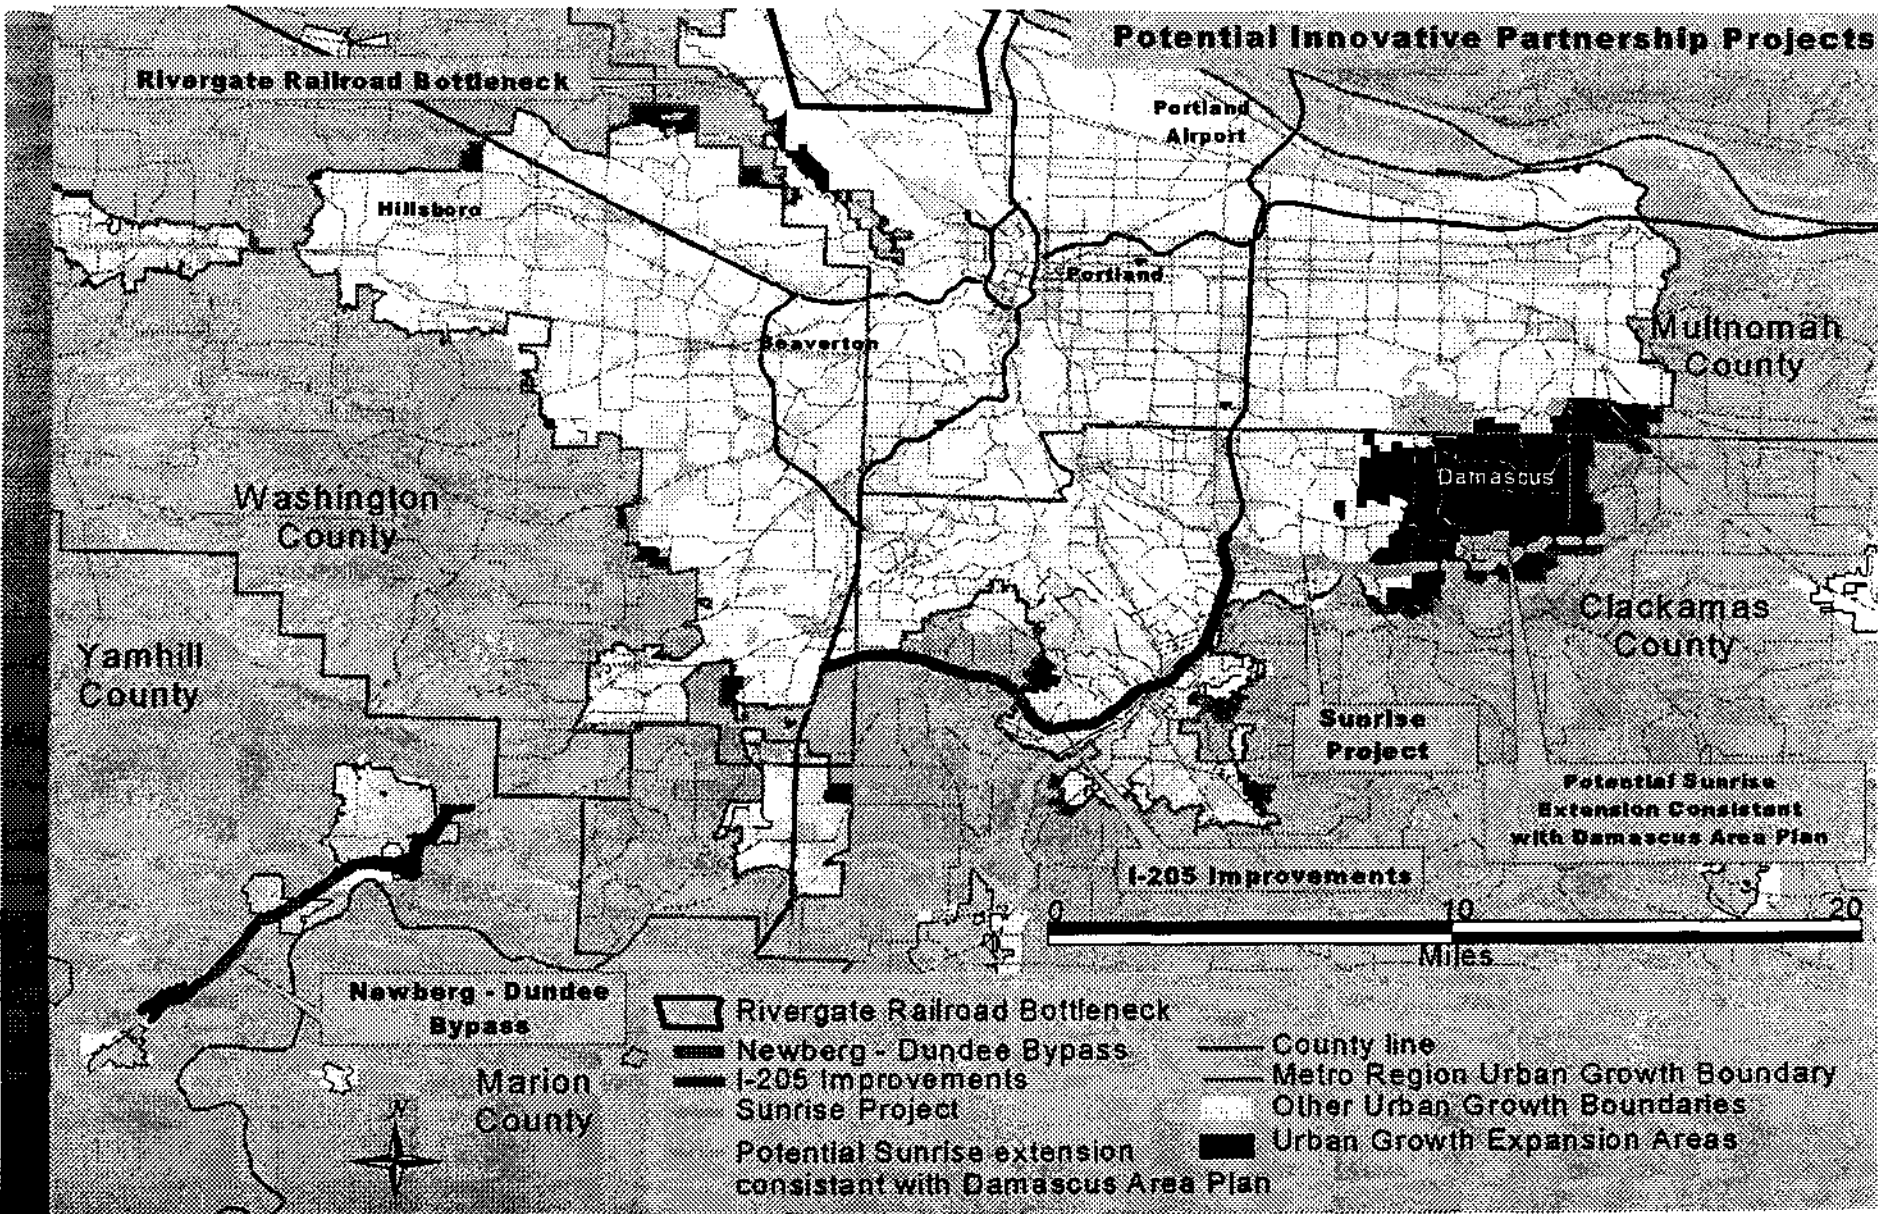 Potential Innovative Partnership Projects
Rivergate Railroad Bottleneck
Portland
Airport
Hillsboro
Portland
Beaverton
Multnomah
County
Damascus
Washington
County
Clackamas
County
Yamhill
County
Sunrise
Project
Potential Sunrise
Extension Consistant
with Damascus Area Plan
I-205 Improvements
0 10 20
Miles
Newberg - Dundee
Bypass
Marion
County
N
Rivergate Railroad Bottleneck
Newberg - Dundee Bypass
I-205 Improvements
Sunrise Project
Potential Sunrise extension
consistant with Damascus Area Plan
County line
Metro Region Urban Growth Boundary
Other Urban Growth Boundaries
Urban Growth Expansion Areas